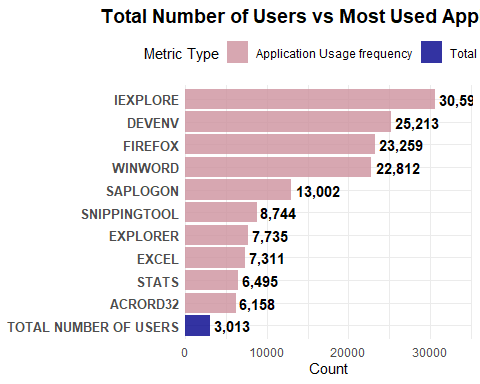 Total Number of Users vs Most Used App
Metric Type Application Usage frequency Total
IEXPLORE 30,59
DEVENV 25,213
FIREFOX 23,259
WINWORD 22,812
SAPLOGON 13,002
SNIPPINGTOOL 8,744
EXPLORER 7,735
EXCEL 7,311
STATS 6,495
ACRORD32 6,158
TOTAL NUMBER OF USERS 3,013
0 10000 20000 30000
Count